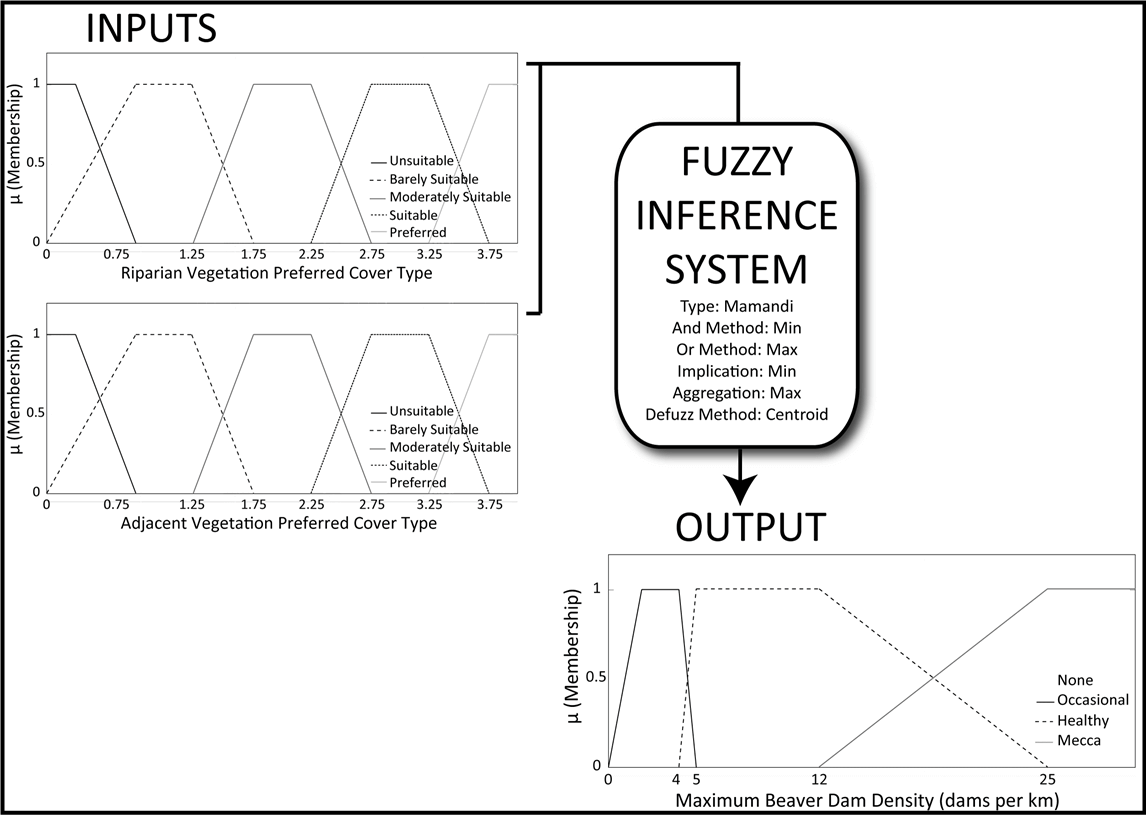 INPUTS
1
0.5
0
μ (Membership)
Unsuitable
Barely Suitable
Moderately Suitable
Suitable
Preferred
0 0.75 1.25 1.75 2.25 2.75 3.25 3.75
Riparian Vegetation Preferred Cover Type
1
0.5
0
μ (Membership)
Unsuitable
Barely Suitable
Moderately Suitable
Suitable
Preferred
0 0.75 1.25 1.75 2.25 2.75 3.25 3.75
Adjacent Vegetation Preferred Cover Type
FUZZY
INFERENCE
SYSTEM
Type: Mamandi
And Method: Min
Or Method: Max
Implication: Min
Aggregation: Max
Defuzz Method: Centroid
OUTPUT
1
0.5
0
μ (Membership)
None
Occasional
Healthy
Mecca
0 4 5 12 25
Maximum Beaver Dam Density (dams per km)